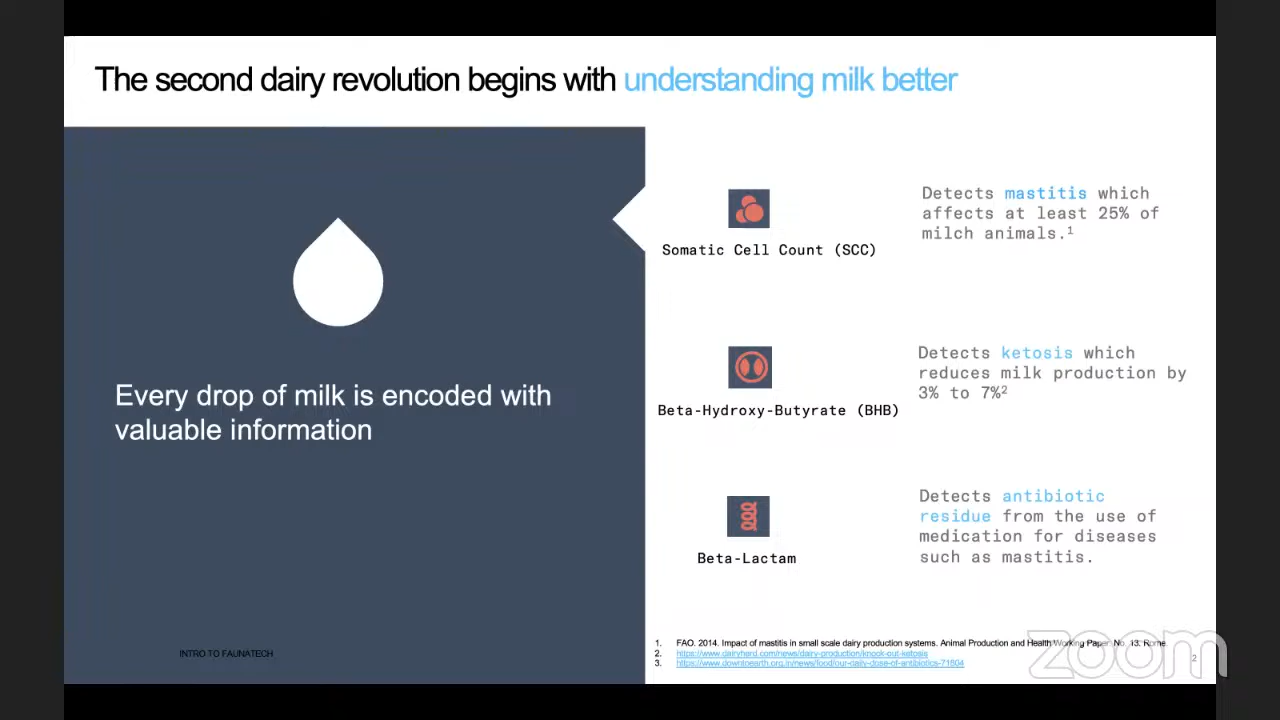 The second dairy revolution begins with understanding milk better
Every drop of milk is encoded with
valuable information
Somatic Cell Count (SCC)
Detects mastitis which
affects at least 25% of
milch animals.1
Beta-Hydroxy-Butyrate (BHB)
Detects ketosis which
reduces milk production by
3% to 7%2
Beta-Lactam
Detects antibiotic
residue from the use of
medication for diseases
such as mastitis.
1. FAO. 2014. Impact of mastitis in small scale dairy production systems. Animal Production and Health Working Paper. No. 13. Rome.
2. https://www.dairyherd.com/news/dairy-production/knock-out-ketosis
3. https://www.downtoearth.org.in/news/food/our-daily-dose-of-antibiotics-71604
INTRO TO FAUNATECH
2
zoom